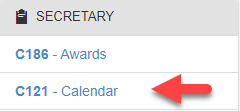 SECRETARY
C186 - Awards
C121 - Calendar